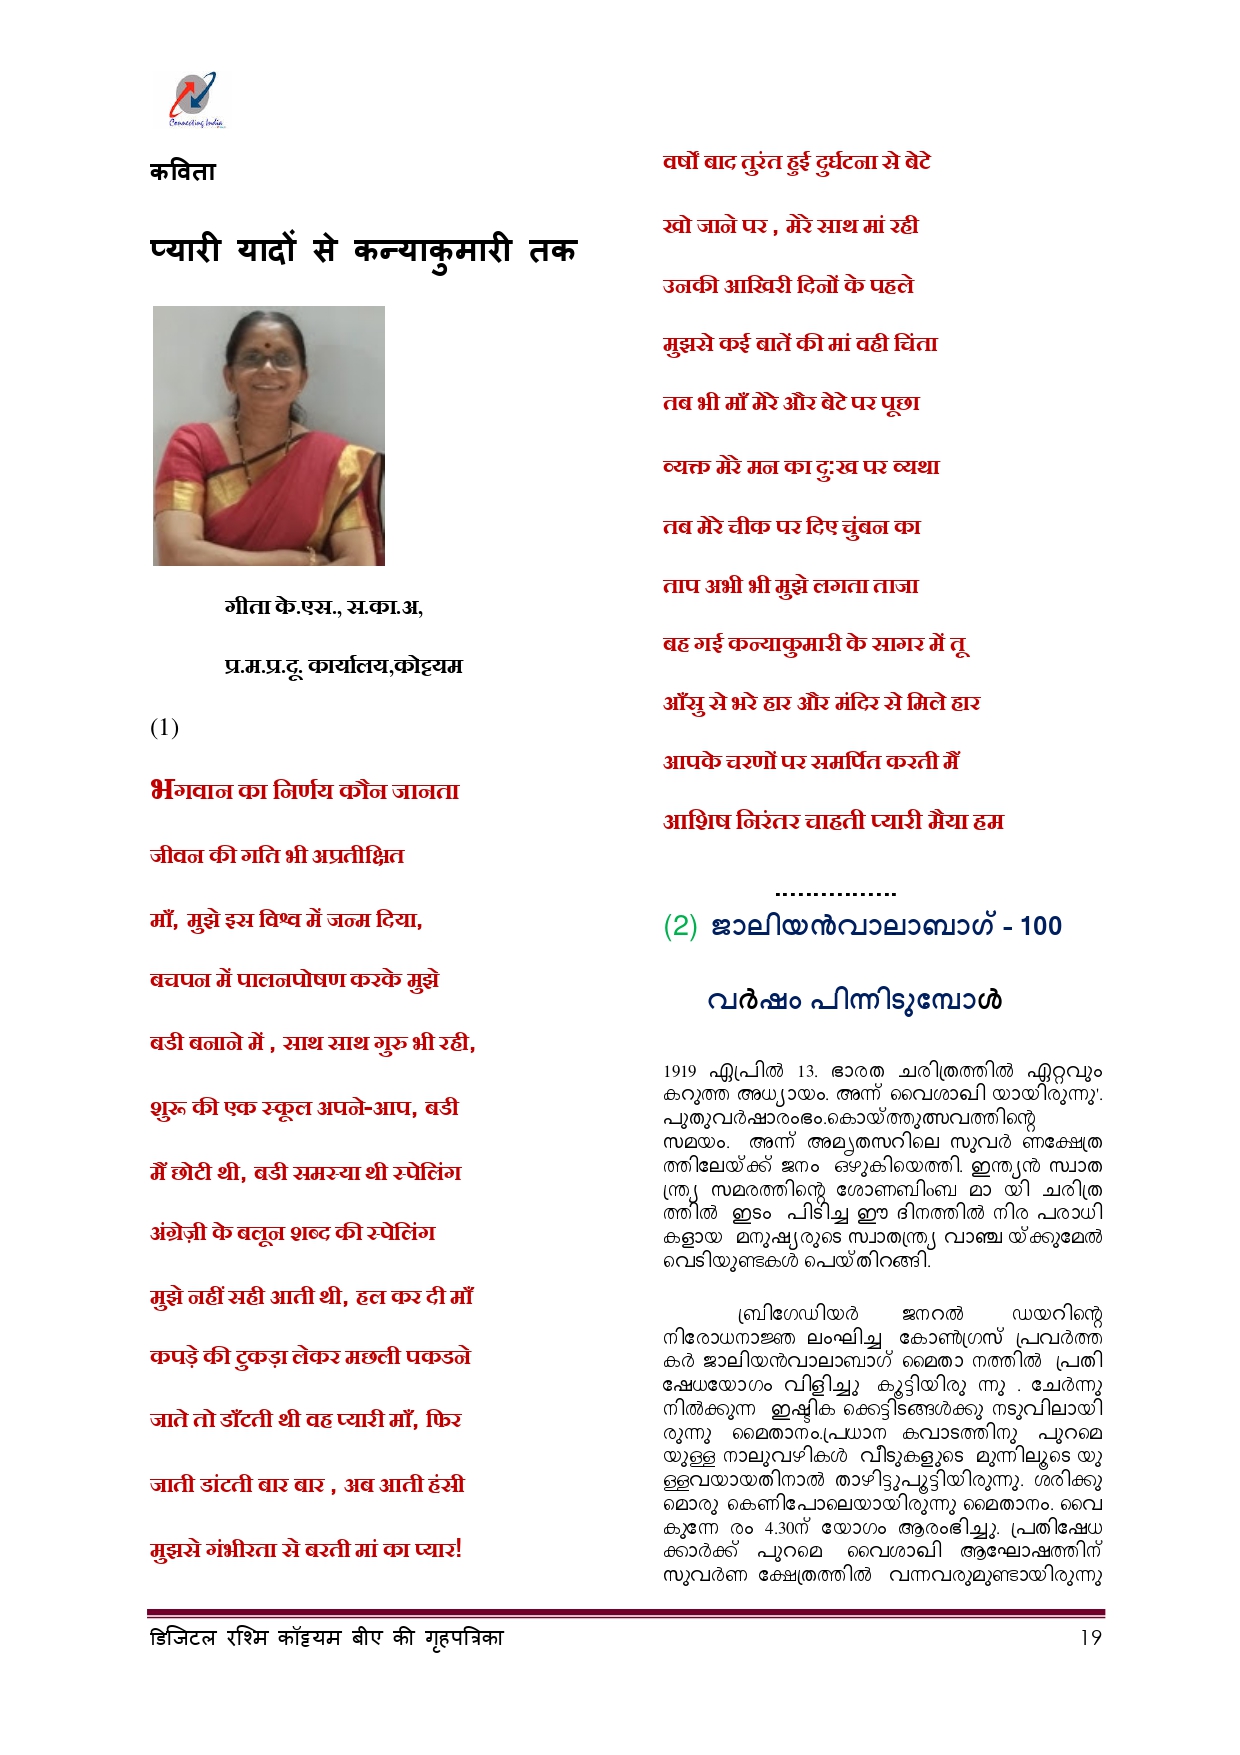 Connecting India
कविता
प्यारी यादों से कन्याकुमारी तक
गीता के.एस., स.का.अ,
प्र.म.प्र.दू. कार्यालय,कोट्टयम
(1)
भगवान का निर्णय कौन जानता
जीवन की गति भी अप्रतीक्षित
माँ, मुझे इस विश्व में जन्म दिया,
बचपन में पालनपोषण करके मुझे
बडी बनाने में , साथ साथ गुरु भी रही,
शुरू की एक स्कूल अपने-आप, बडी
मैं छोटी थी, बडी समस्या थी स्पेलिंग
अंग्रेज़ी के बलून शब्द की स्पेलिंग
मुझे नहीं सही आती थी, हल कर दी माँ
कपड़े की टुकड़ा लेकर मछली पकडने
जाते तो डाँटती थी वह प्यारी माँ, फिर
जाती डांटती बार बार , अब आती हंसी
मुझसे गंभीरता से बरती मां का प्यार!
वर्षों बाद तुरंत हुई दुर्घटना से बेटे
खो जाने पर , मेरे साथ मां रही
उनकी आखिरी दिनों के पहले
मुझसे कई बातें की मां वही चिंता
तब भी माँ मेरे और बेटे पर पूछा
व्यक्त मेरे मन का दु:ख पर व्यथा
तब मेरे चीक पर दिए चुंबन का
ताप अभी भी मुझे लगता ताजा
बह गई कन्याकुमारी के सागर में तू
आँसु से भरे हार और मंदिर से मिले हार
आपके चरणों पर समर्पित करती मैं
आशिष निरंतर चाहती प्यारी मैया हम
................
(2) ജാലിയൻവാലാബാഗ് - 100
വർഷം പിന്നിടുമ്പോൾ
1919 ഏപ്രിൽ 13. ഭാരത ചരിത്രത്തിൽ ഏറ്റവും
കറുത്ത അധ്യായം. അന്ന് വൈശാഖി യായിരുന്നു'.
പുതുവർഷാരംഭം.കൊയ്ത്തുത്സവത്തിന്റെ
സമയം. അന്ന് അമൃതസറിലെ സുവർ ണക്ഷേത്ര
ത്തിലേയ്ക്ക് ജനം ഒഴുകിയെത്തി. ഇന്ത്യൻ സ്വാത
ന്ത്ര്യ സമരത്തിന്റെ ശോണബിംബ മാ യി ചരിത്ര
ത്തിൽ ഇടം പിടിച്ച ഈ ദിനത്തിൽ നിര പരാധി
കളായ മനുഷ്യരുടെ സ്വാതന്ത്ര്യ വാഞ്ച യ്ക്കുമേൽ
വെടിയുണ്ടകൾ പെയ്തിറങ്ങി.
ബ്രിഗേഡിയർ ജനറൽ ഡയറിന്റെ
നിരോധനാജ്ഞ ലംഘിച്ച കോൺഗ്രസ് പ്രവർത്ത
കർ ജാലിയൻവാലാബാഗ് മൈതാ നത്തിൽ പ്രതി
ഷേധയോഗം വിളിച്ചു കൂട്ടിയിരു ന്നു . ചേർന്നു
നിൽക്കുന്ന ഇഷ്ടിക ക്കെട്ടിടങ്ങൾക്കു നടുവിലായി
രുന്നു മൈതാനം.പ്രധാന കവാടത്തിനു പുറമെ
യുള്ള നാലുവഴികൾ വീടുകളുടെ മുന്നിലൂടെ യു
ള്ളവയായതിനാൽ താഴിട്ടുപൂട്ടിയിരുന്നു. ശരിക്കു
മൊരു കെണിപോലെയായിരുന്നു മൈതാനം. വൈ
കുന്നേ രം 4.30ന് യോഗം ആരംഭിച്ചു. പ്രതിഷേധ
ക്കാർക്ക് പുറമെ വൈശാഖി ആഘോഷത്തിന്
സുവർണ ക്ഷേത്രത്തിൽ വന്നവരുമുണ്ടായിരുന്നു
डिजिटल रश्मि कॉट्टयम बीए की गृहपत्रिका 19